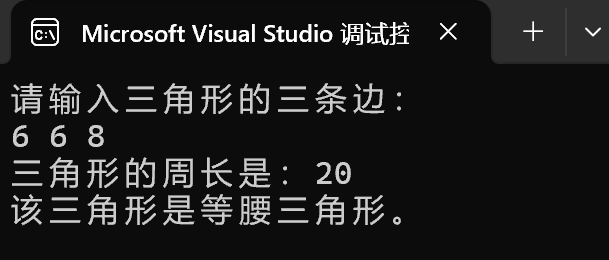 Microsoft Visual Studio 调试控
请输入三角形的三条边：
6 6 8
三角形的周长是：20
该三角形是等腰三角形。